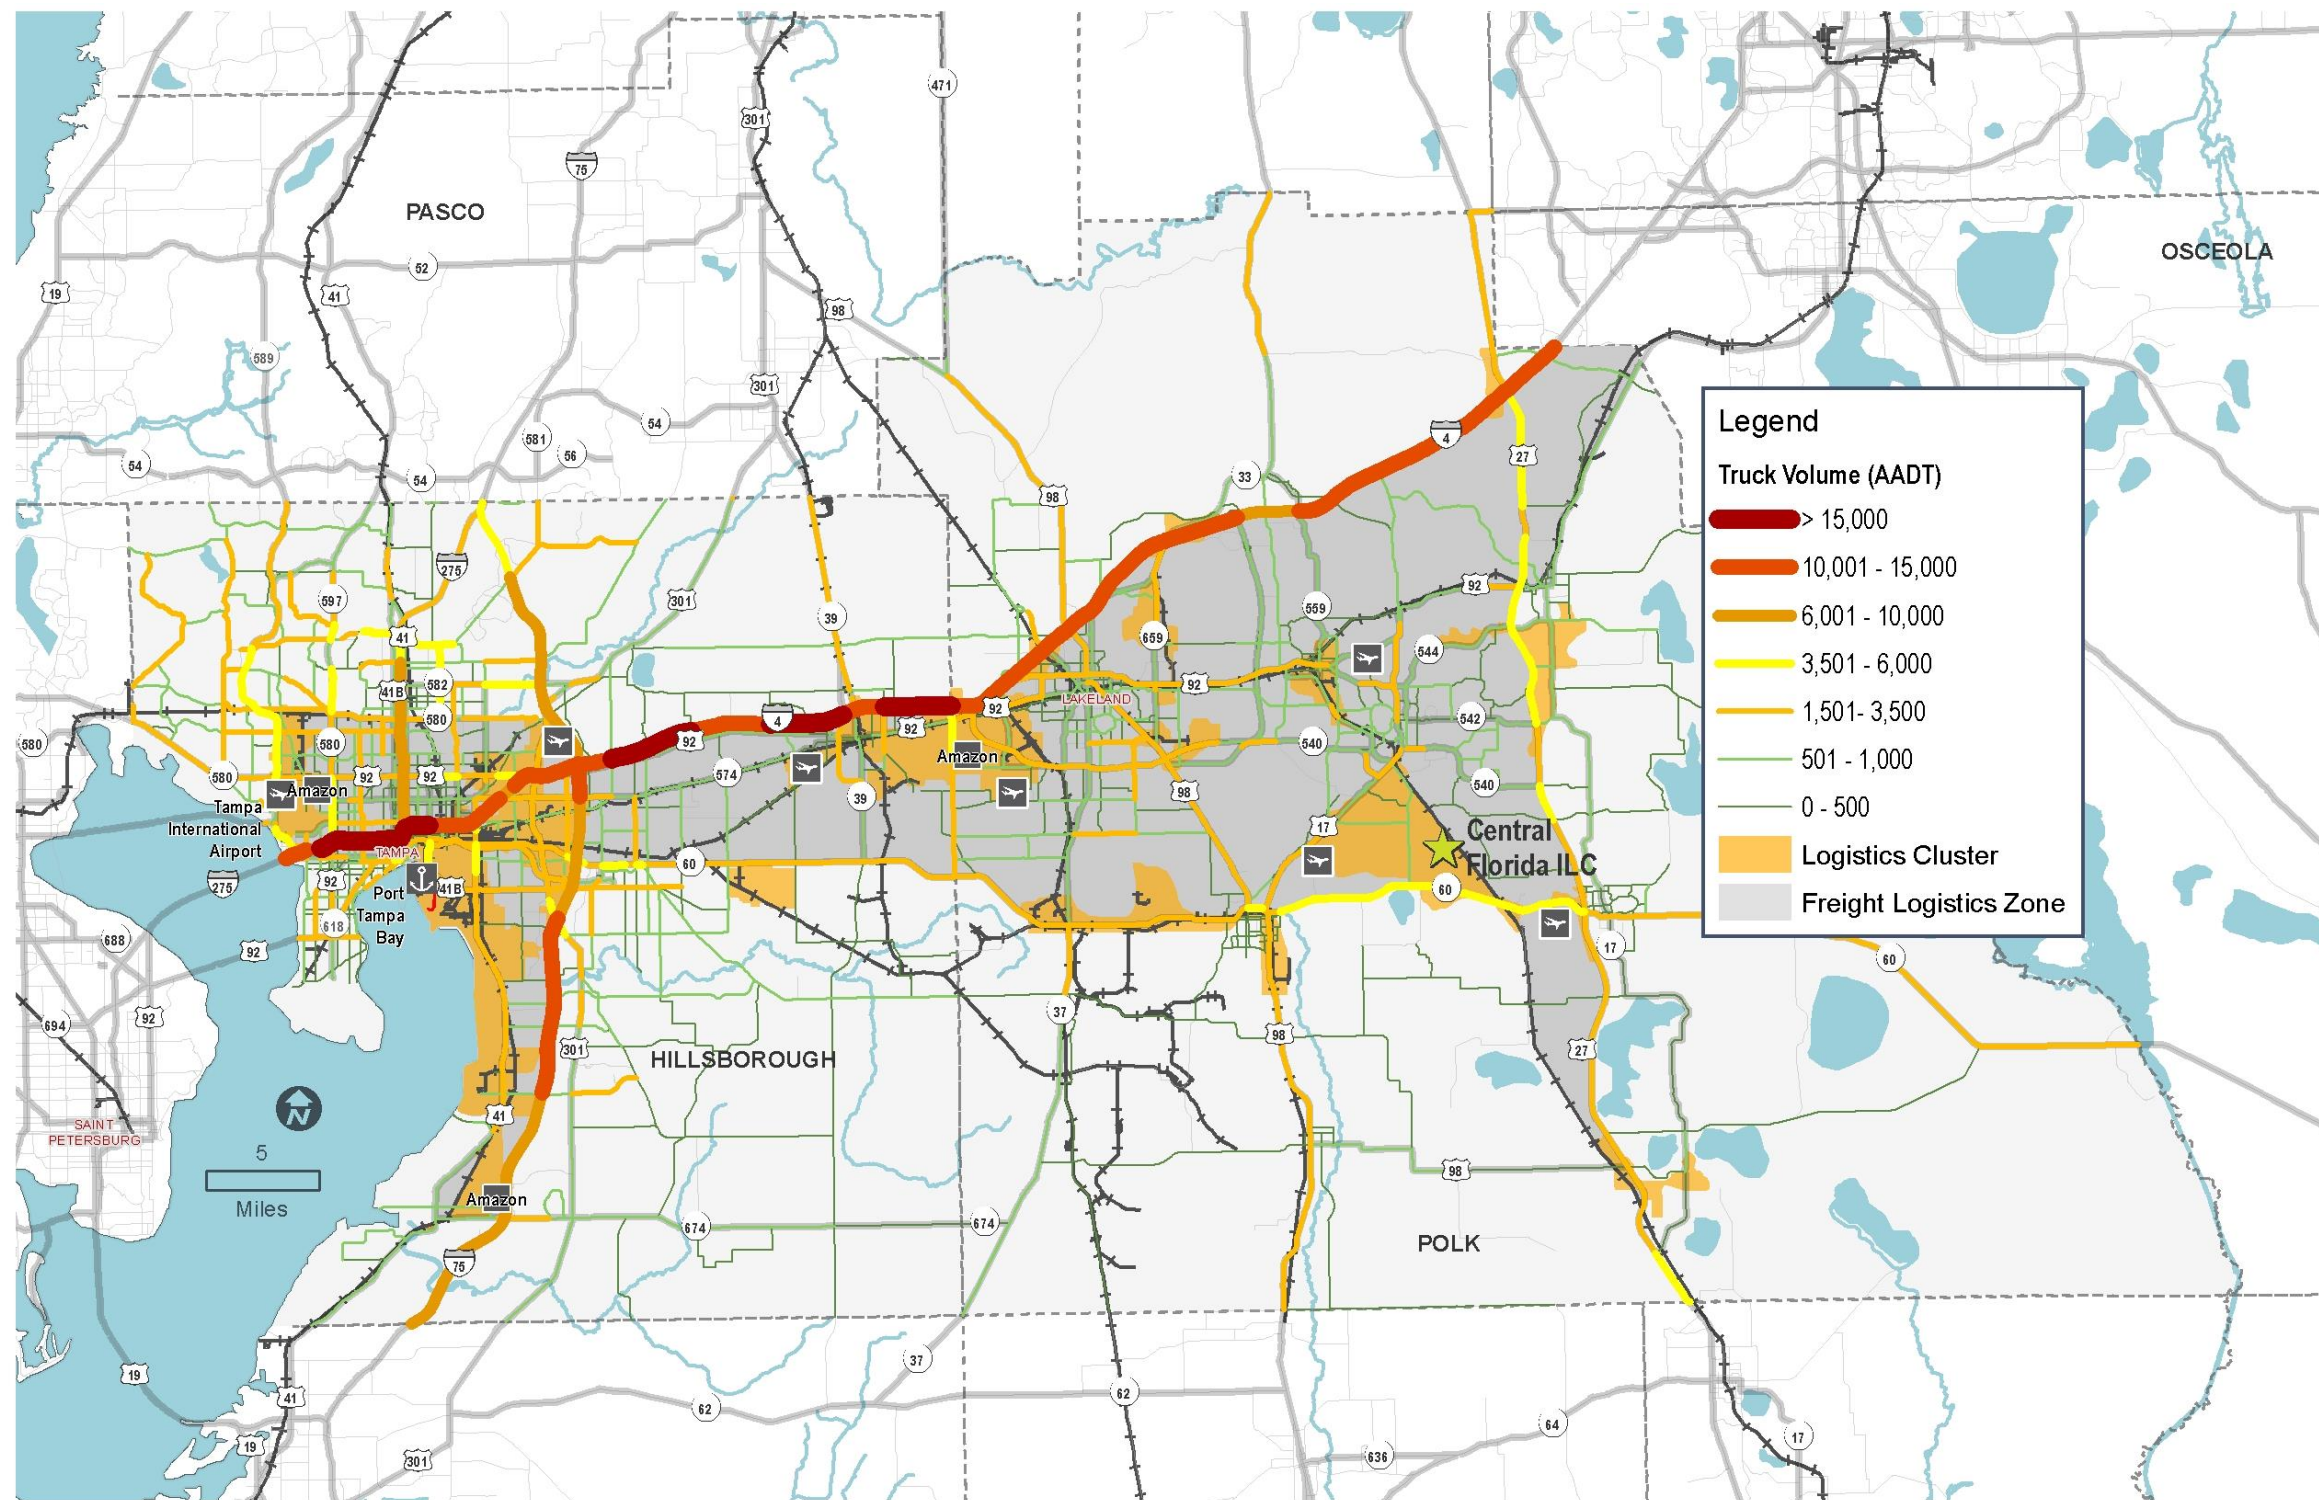 471
301
75
PASCO
OSCEOLA
52
19
41
98
589
301
54
581
56
54
54
98
33
4
27
275
597
301
39
41
559
92
659
544
41B
582
580
92
LAKELAND
92
542
580
580
4
92
92
540
574
Amazon
580
92
92
Amazon
39
98
540
Tampa
International
Airport
TAMPA
17
Central
Florida ILC
60
60
275
92
Port
Tampa
Bay
41B
618
688
92
17
60
694
92
37
98
301
27
HILLSBOROUGH
41
SAINT
PETERSBURG
N
5
Miles
98
Amazon
674
674
POLK
75
19
37
41
62
62
64
17
19
301
636
Legend
Truck Volume (AADT)
> 15,000
10,001 - 15,000
6,001 - 10,000
3,501 - 6,000
1,501- 3,500
501 - 1,000
0 - 500
Logistics Cluster
Freight Logistics Zone